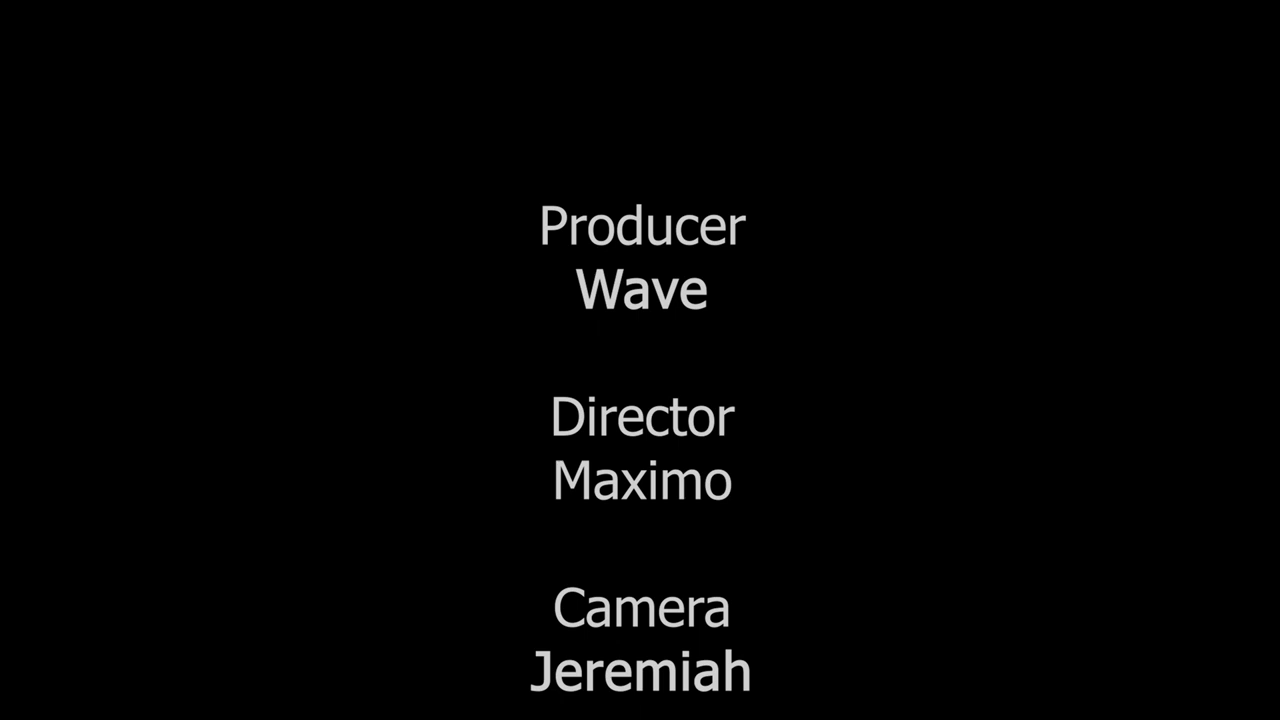 Producer
Wave
Director
Maximo
Camera
Jeremiah